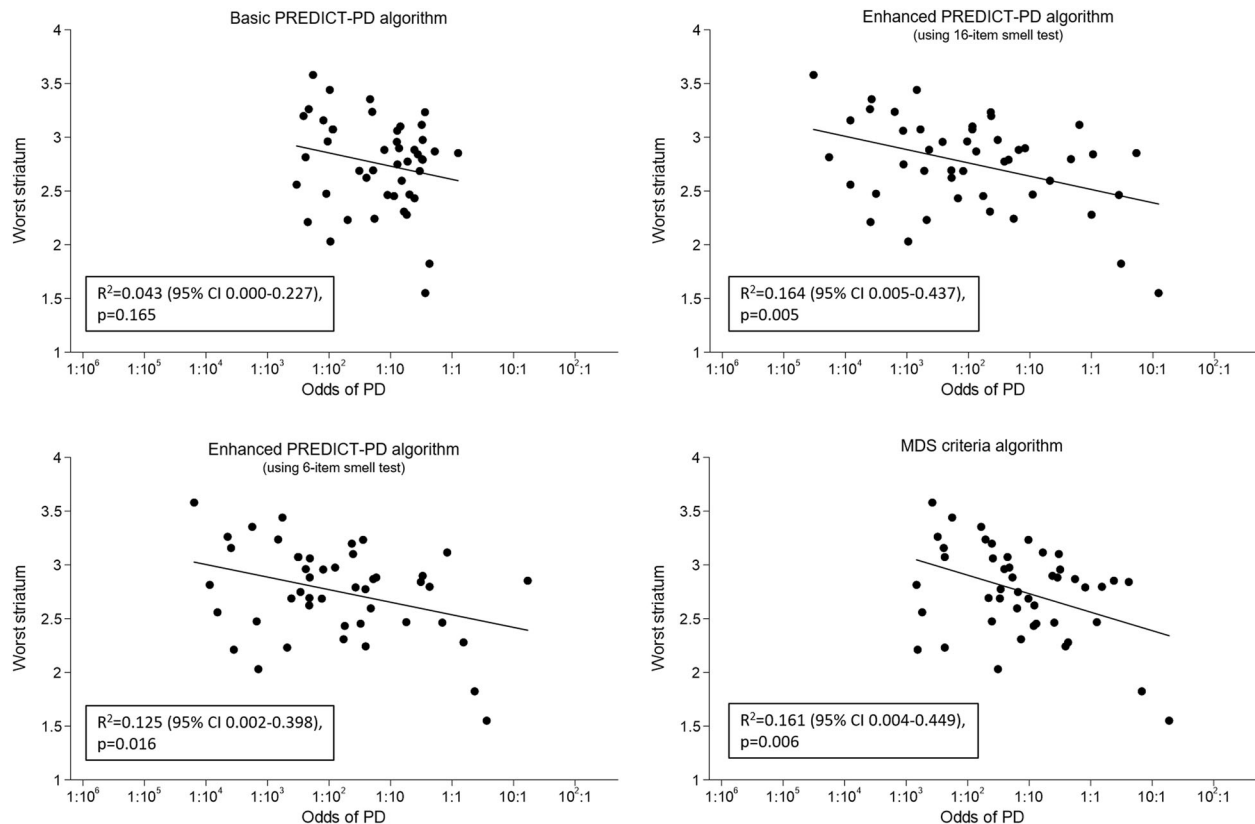 Basic PREDICT-PD algorithm
4
3.5
3
2.5
2
1.5
1
Worst striatum
R²=0.043 (95% CI 0.000-0.227),
p=0.165
1:10⁶ 1:10⁵ 1:10⁴ 1:10³ 1:10² 1:10 1:1 10:1 10²:1
Odds of PD
Enhanced PREDICT-PD algorithm
(using 16-item smell test)
4
3.5
3
2.5
2
1.5
1
Worst striatum
R²=0.164 (95% CI 0.005-0.437),
p=0.005
1:10⁶ 1:10⁵ 1:10⁴ 1:10³ 1:10² 1:10 1:1 10:1 10²:1
Odds of PD
Enhanced PREDICT-PD algorithm
(using 6-item smell test)
4
3.5
3
2.5
2
1.5
1
Worst striatum
R²=0.125 (95% CI 0.002-0.398),
p=0.016
1:10⁶ 1:10⁵ 1:10⁴ 1:10³ 1:10² 1:10 1:1 10:1 10²:1
Odds of PD
MDS criteria algorithm
4
3.5
3
2.5
2
1.5
1
Worst striatum
R²=0.161 (95% CI 0.004-0.449),
p=0.006
1:10⁶ 1:10⁵ 1:10⁴ 1:10³ 1:10² 1:10 1:1 10:1 10²:1
Odds of PD